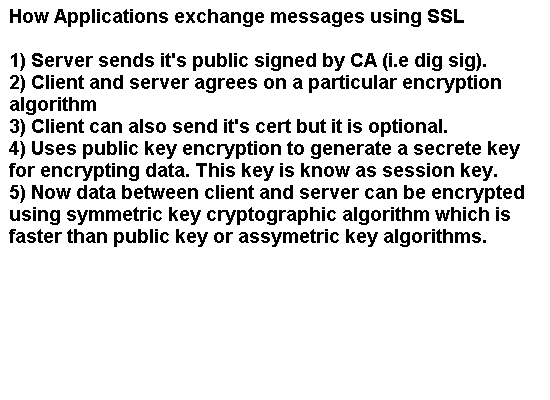 How Applications exchange messages using SSL
1) Server sends it's public signed by CA (i.e dig sig).
2) Client and server agrees on a particular encryption
algorithm
3) Client can also send it's cert but it is optional.
4) Uses public key encryption to generate a secrete key
for encrypting data. This key is know as session key.
5) Now data between client and server can be encrypted
using symmetric key cryptographic algorithm which is
faster than public key or assymetric key algorithms.